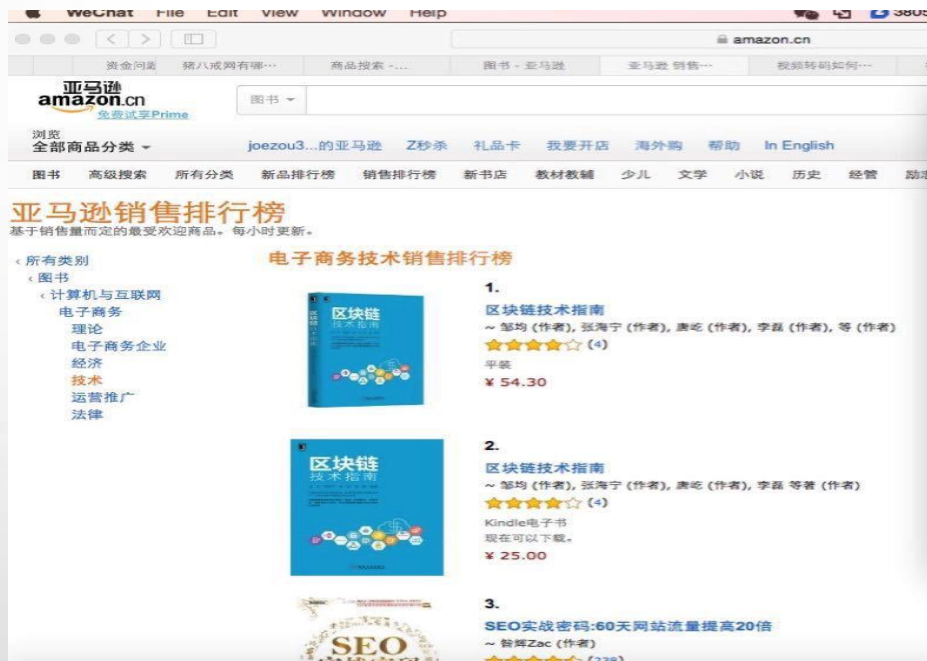 WeChat File Edit View Window Help
3805
amazon.cn
资金问题
猪八戒网有哪…
商品搜索 -...
图书 - 亚马逊
亚马逊 销售…
视频转码如何…
亚马逊
amazon.cn
免费试享Prime
图书
浏览
全部商品分类
joezou3...的亚马逊 Z秒杀 礼品卡 我要开店 海外购 帮助 In English
图书 高级搜索 所有分类 新品排行榜 销售排行榜 新书店 教材教辅 少儿 文学 小说 历史 经管 励志
亚马逊销售排行榜
基于销售量而定的最受欢迎商品。每小时更新。
‹ 所有类别
‹ 图书
‹ 计算机与互联网
电子商务
理论
电子商务企业
经济
技术
运营推广
法律
电子商务技术销售排行榜
1.
区块链
技术指南
区块链技术指南
~ 邹均 (作者), 张海宁 (作者), 唐屹 (作者), 李磊 (作者), 等 (作者)
(4)
平装
¥ 54.30
2.
区块链
技术指南
区块链技术指南
~ 邹均 (作者), 张海宁 (作者), 唐屹 (作者), 李磊 等著 (作者)
(4)
Kindle电子书
现在可以下载。
¥ 25.00
3.
SEO
SEO实战密码:60天网站流量提高20倍
~ 昝辉Zac (作者)